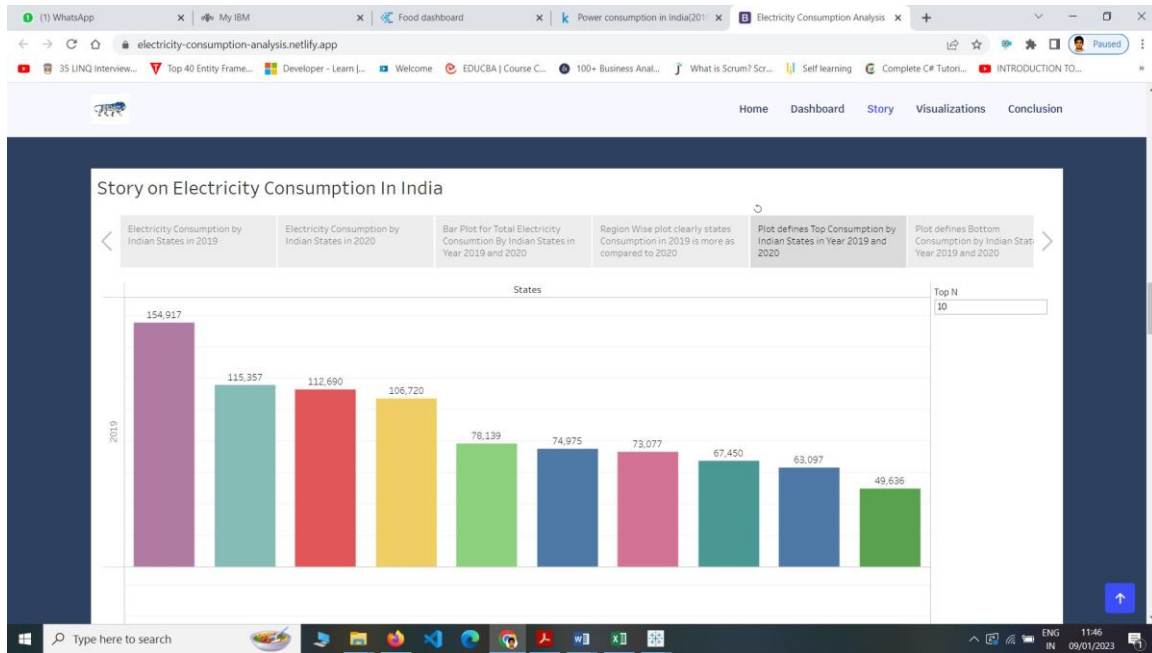 (1) WhatsApp
My IBM
Food dashboard
Power consumption in India(201
Electricity Consumption Analysis
electricity-consumption-analysis.netlify.app
Paused
35 LINQ Interview...
Top 40 Entity Frame...
Developer - Learn |...
Welcome
EDUCBA | Course C...
100+ Business Anal...
What is Scrum? Scr...
Self learning
Complete C# Tutori...
INTRODUCTION TO...
Home
Dashboard
Story
Visualizations
Conclusion
Story on Electricity Consumption In India
Electricity Consumption by
Indian States in 2019
Electricity Consumption by
Indian States in 2020
Bar Plot for Total Electricity
Consumtion By Indian States in
Year 2019 and 2020
Region Wise plot clearly states
Consumption in 2019 is more as
compared to 2020
Plot defines Top Consumption by
Indian States in Year 2019 and
2020
Plot defines Bottom
Consumption by Indian Stat
Year 2019 and 2020
States
Top N
10
154,917
115,357
112,690
106,720
78,139
74,975
73,077
67,450
63,097
49,636
2019
Type here to search
ENG
IN
11:46
09/01/2023